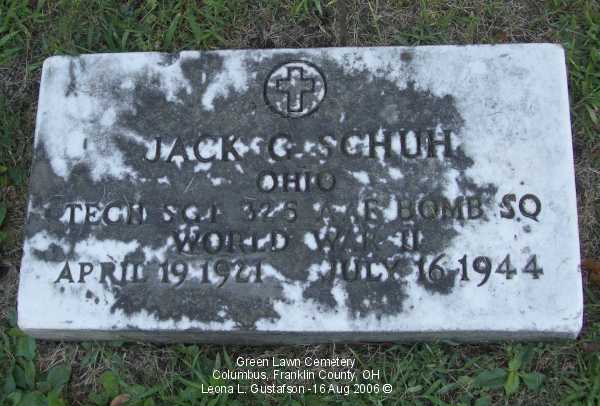 JACK G SCHUH
OHIO
TECH SGT 325 A A F BOMB SQ
WORLD WAR II
APRIL 19 1921 JULY 16 1944
Green Lawn Cemetery
Columbus, Franklin County, OH
Leona L. Gustafson - 16 Aug 2006 ©